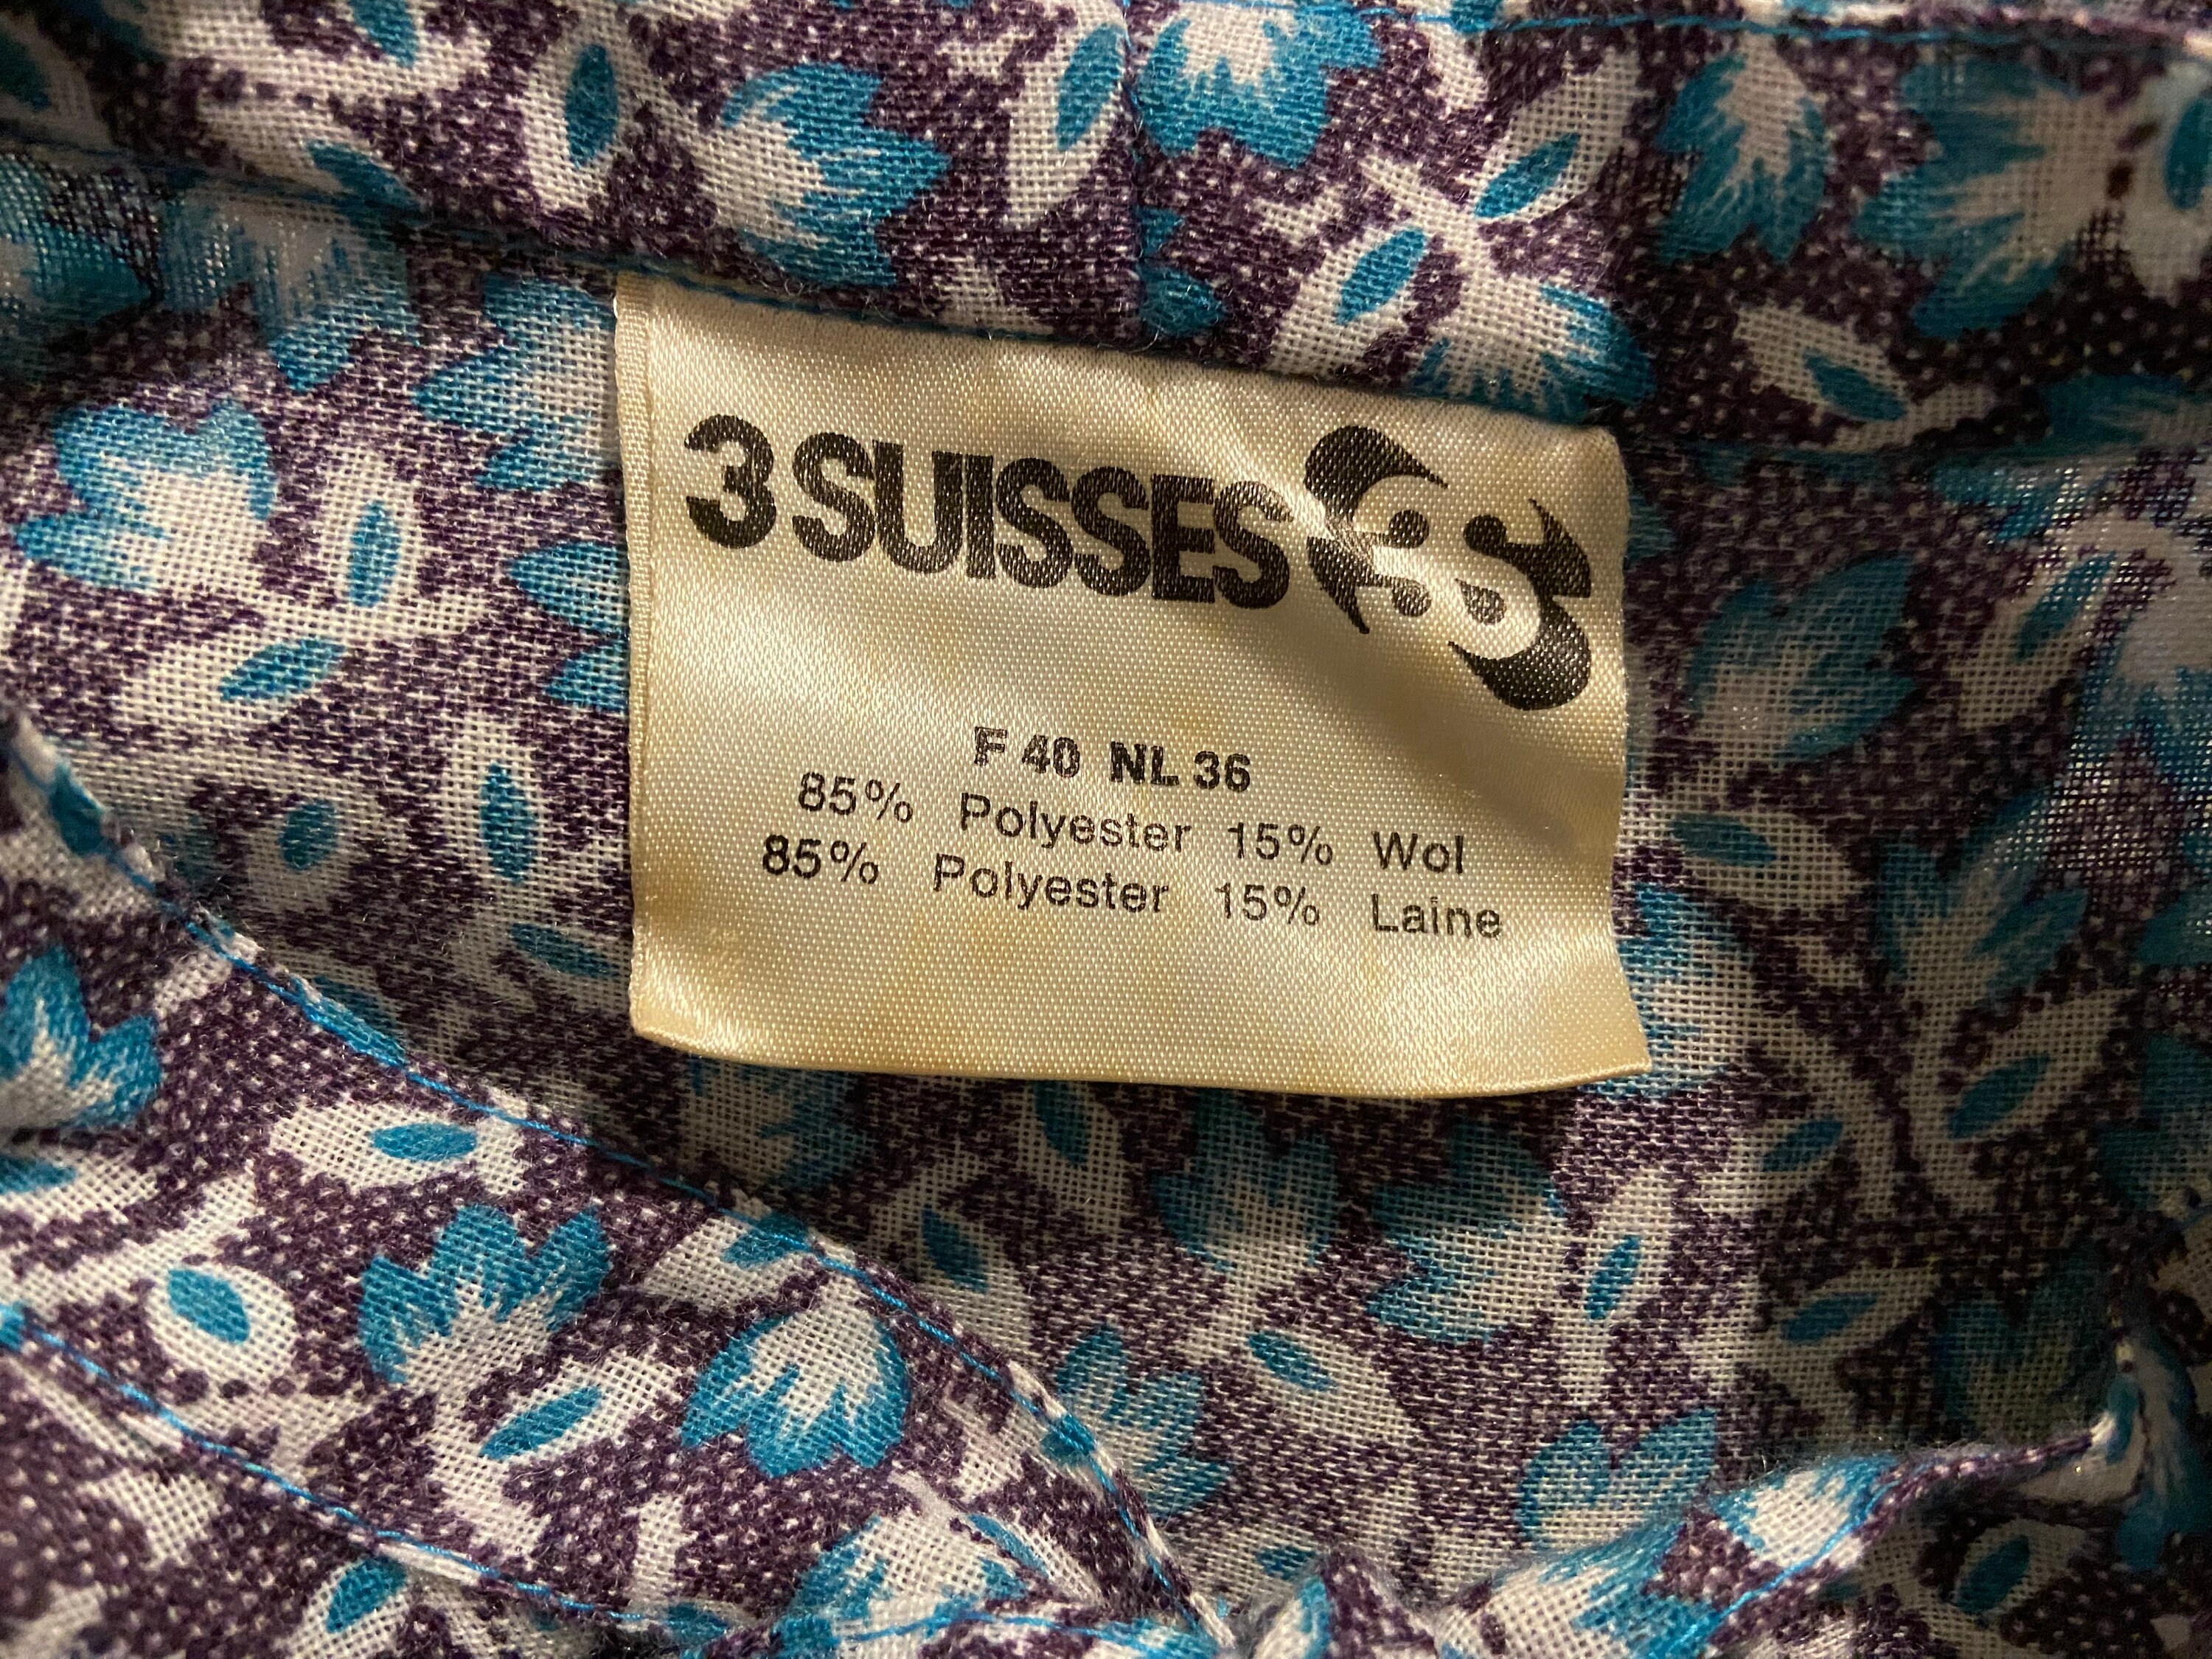 3 SUISSES
F 40 NL 36
85% Polyester 15% Wol
85% Polyester 15% Laine